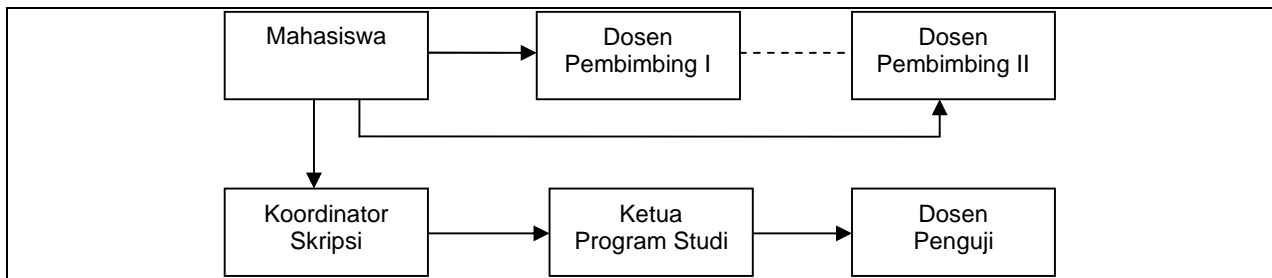 Mahasiswa
Dosen
Pembimbing I
Dosen
Pembimbing II
Koordinator
Skripsi
Ketua
Program Studi
Dosen
Penguji